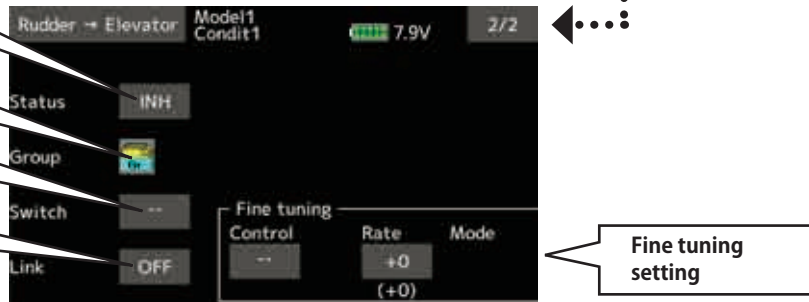 Rudder → Elevator
Model1
Condit1
7.9V
2/2
Status
INH
Group
Switch
--
Link
OFF
Fine tuning
Control
Rate
Mode
--
+0
(+0)
Fine tuning
setting